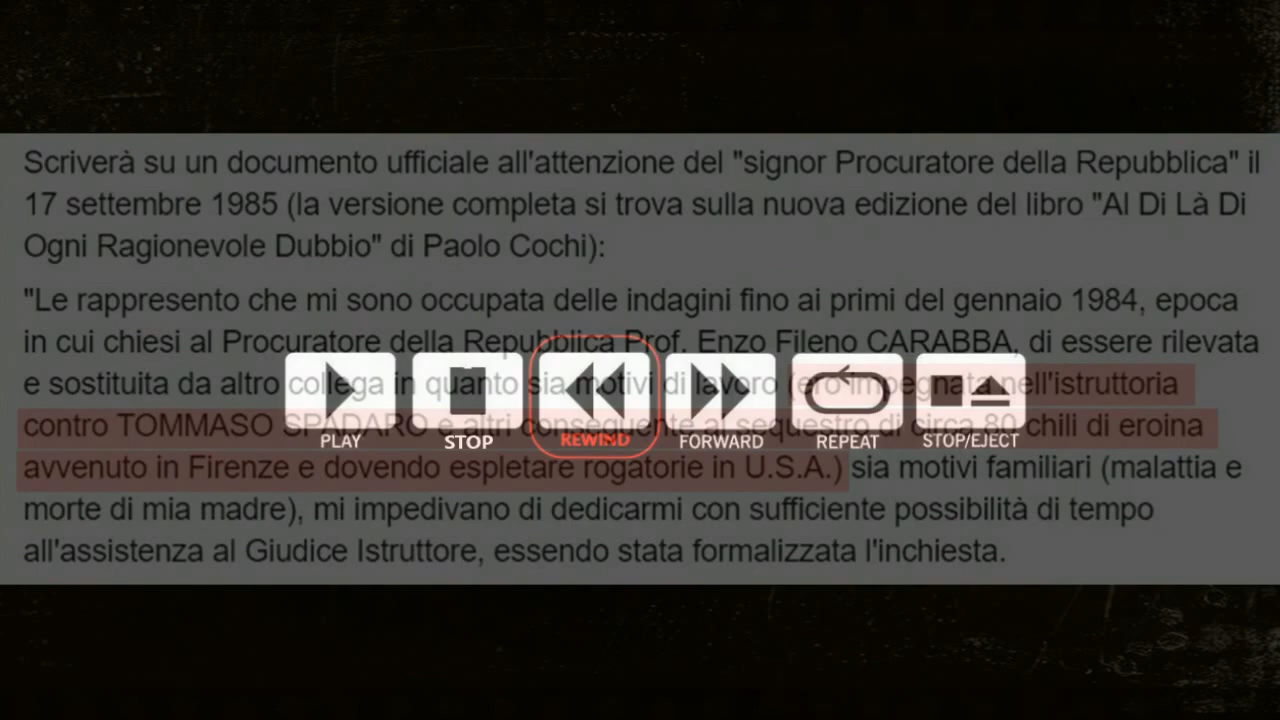 Scriverà su un documento ufficiale all'attenzione del "signor Procuratore della Repubblica" il
17 settembre 1985 (la versione completa si trova sulla nuova edizione del libro "Al Di Là Di
Ogni Ragionevole Dubbio" di Paolo Cochi):
"Le rappresento che mi sono occupata delle indagini fino ai primi del gennaio 1984, epoca
in cui chiesi al Procuratore della Repubblica Prof. Enzo Fileno CARABBA, di essere rilevata
e sostituita da altro collega in quanto sia motivi di lavoro (ero impegnata nell'istruttoria
contro TOMMASO SPADARO e altri conseguente al sequestro di circa 80 chili di eroina
PLAY STOP REWIND FORWARD REPEAT STOP/EJECT
avvenuto in Firenze e dovendo espletare rogatorie in U.S.A.) sia motivi familiari (malattia e
morte di mia madre), mi impedivano di dedicarmi con sufficiente possibilità di tempo
all'assistenza al Giudice Istruttore, essendo stata formalizzata l'inchiesta.